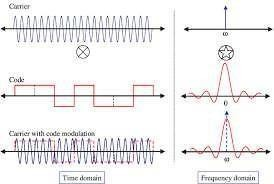 Carrier
ω
Code
0
Carrier with code modulation
ω
Time domain
Frequency domain